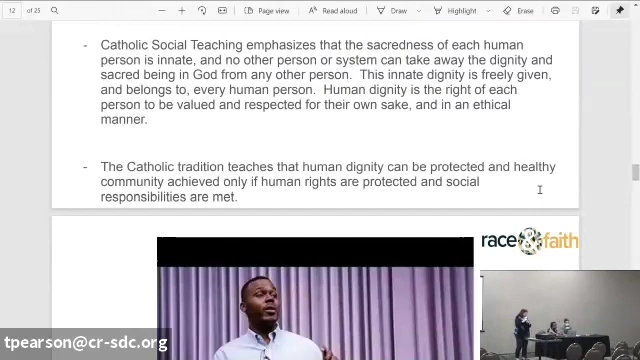 12 of 25
Page view
Read aloud
Draw
Highlight
Erase
- Catholic Social Teaching emphasizes that the sacredness of each human
person is innate, and no other person or system can take away the dignity and
sacred being in God from any other person. This innate dignity is freely given,
and belongs to, every human person. Human dignity is the right of each
person to be valued and respected for their own sake, and in an ethical
manner.
- The Catholic tradition teaches that human dignity can be protected and healthy
community achieved only if human rights are protected and social
responsibilities are met.
race&faith
tpearson@cr-sdc.org